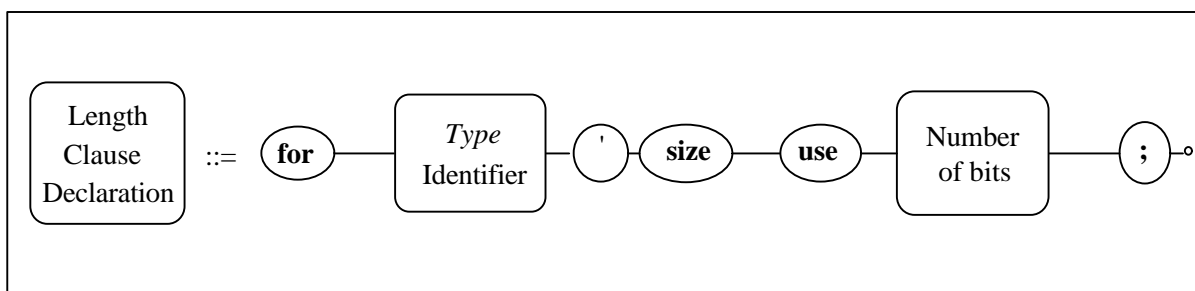 Length
Clause
Declaration
::=
for
Type
Identifier
'
size
use
Number
of bits
;